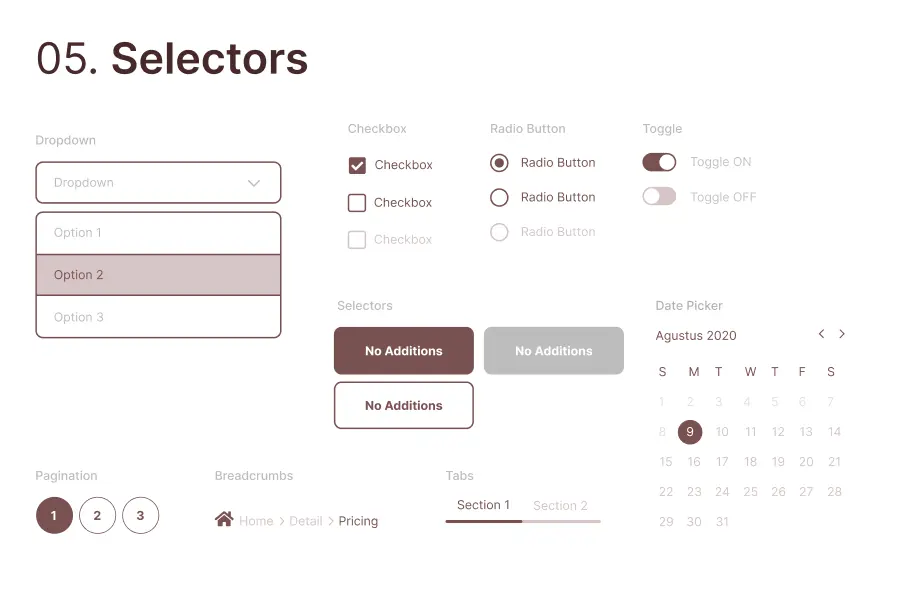 05. Selectors
Dropdown
Dropdown
Option 1
Option 2
Option 3
Checkbox
Checkbox
Checkbox
Checkbox
Radio Button
Radio Button
Radio Button
Radio Button
Toggle
Toggle ON
Toggle OFF
Selectors
No Additions
No Additions
No Additions
Date Picker
Agustus 2020
S M T W T F S
1 2 3 4 5 6 7
8 9 10 11 12 13 14
15 16 17 18 19 20 21
22 23 24 25 26 27 28
29 30 31
Pagination
1 2 3
Breadcrumbs
Home > Detail > Pricing
Tabs
Section 1 Section 2